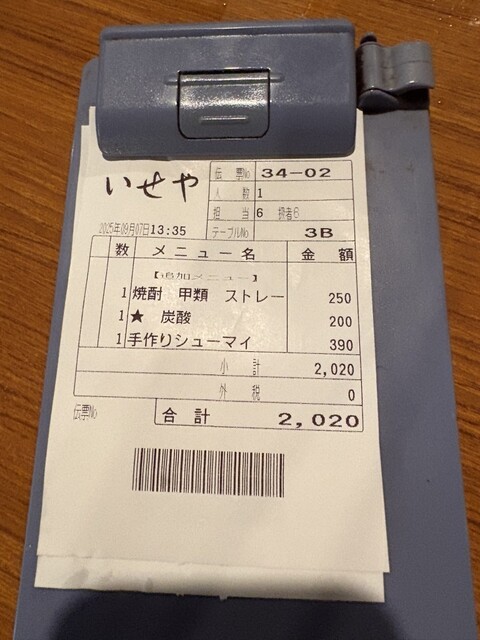 いせや
伝票No 34-02
人数 1
担当 6
2025年09月07日 13:35
テーブルNo 3B
数 メニュー名 金額
【追加メニュー】
1 焼酎 甲類 ストレー 250
1 ★ 炭酸 200
1 手作りシューマイ 390
小計 2,020
外税 0
伝票No
合計 2,020